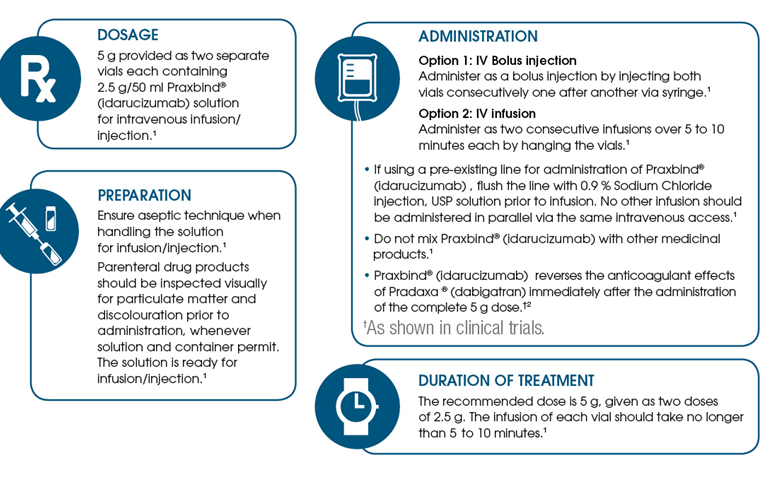 DOSAGE
5 g provided as two separate
vials each containing
2.5 g/50 ml Praxbind®
(idarucizumab) solution
for intravenous infusion/
injection.¹
Rx
PREPARATION
Ensure aseptic technique when
handling the solution
for infusion/injection.¹
Parenteral drug products
should be inspected visually
for particulate matter and
discolouration prior to
administration, whenever
solution and container permit.
The solution is ready for
infusion/injection.¹
ADMINISTRATION
Option 1: IV Bolus injection
Administer as a bolus injection by injecting both
vials consecutively one after another via syringe.¹
Option 2: IV infusion
Administer as two consecutive infusions over 5 to 10
minutes each by hanging the vials.¹
• If using a pre-existing line for administration of Praxbind®
(idarucizumab) , flush the line with 0.9 % Sodium Chloride
injection, USP solution prior to infusion. No other infusion should
be administered in parallel via the same intravenous access.¹
• Do not mix Praxbind® (idarucizumab) with other medicinal
products.¹
• Praxbind® (idarucizumab) reverses the anticoagulant effects
of Pradaxa ® (dabigatran) immediately after the administration
of the complete 5 g dose.†²
†As shown in clinical trials.
DURATION OF TREATMENT
The recommended dose is 5 g, given as two doses
of 2.5 g. The infusion of each vial should take no longer
than 5 to 10 minutes.¹